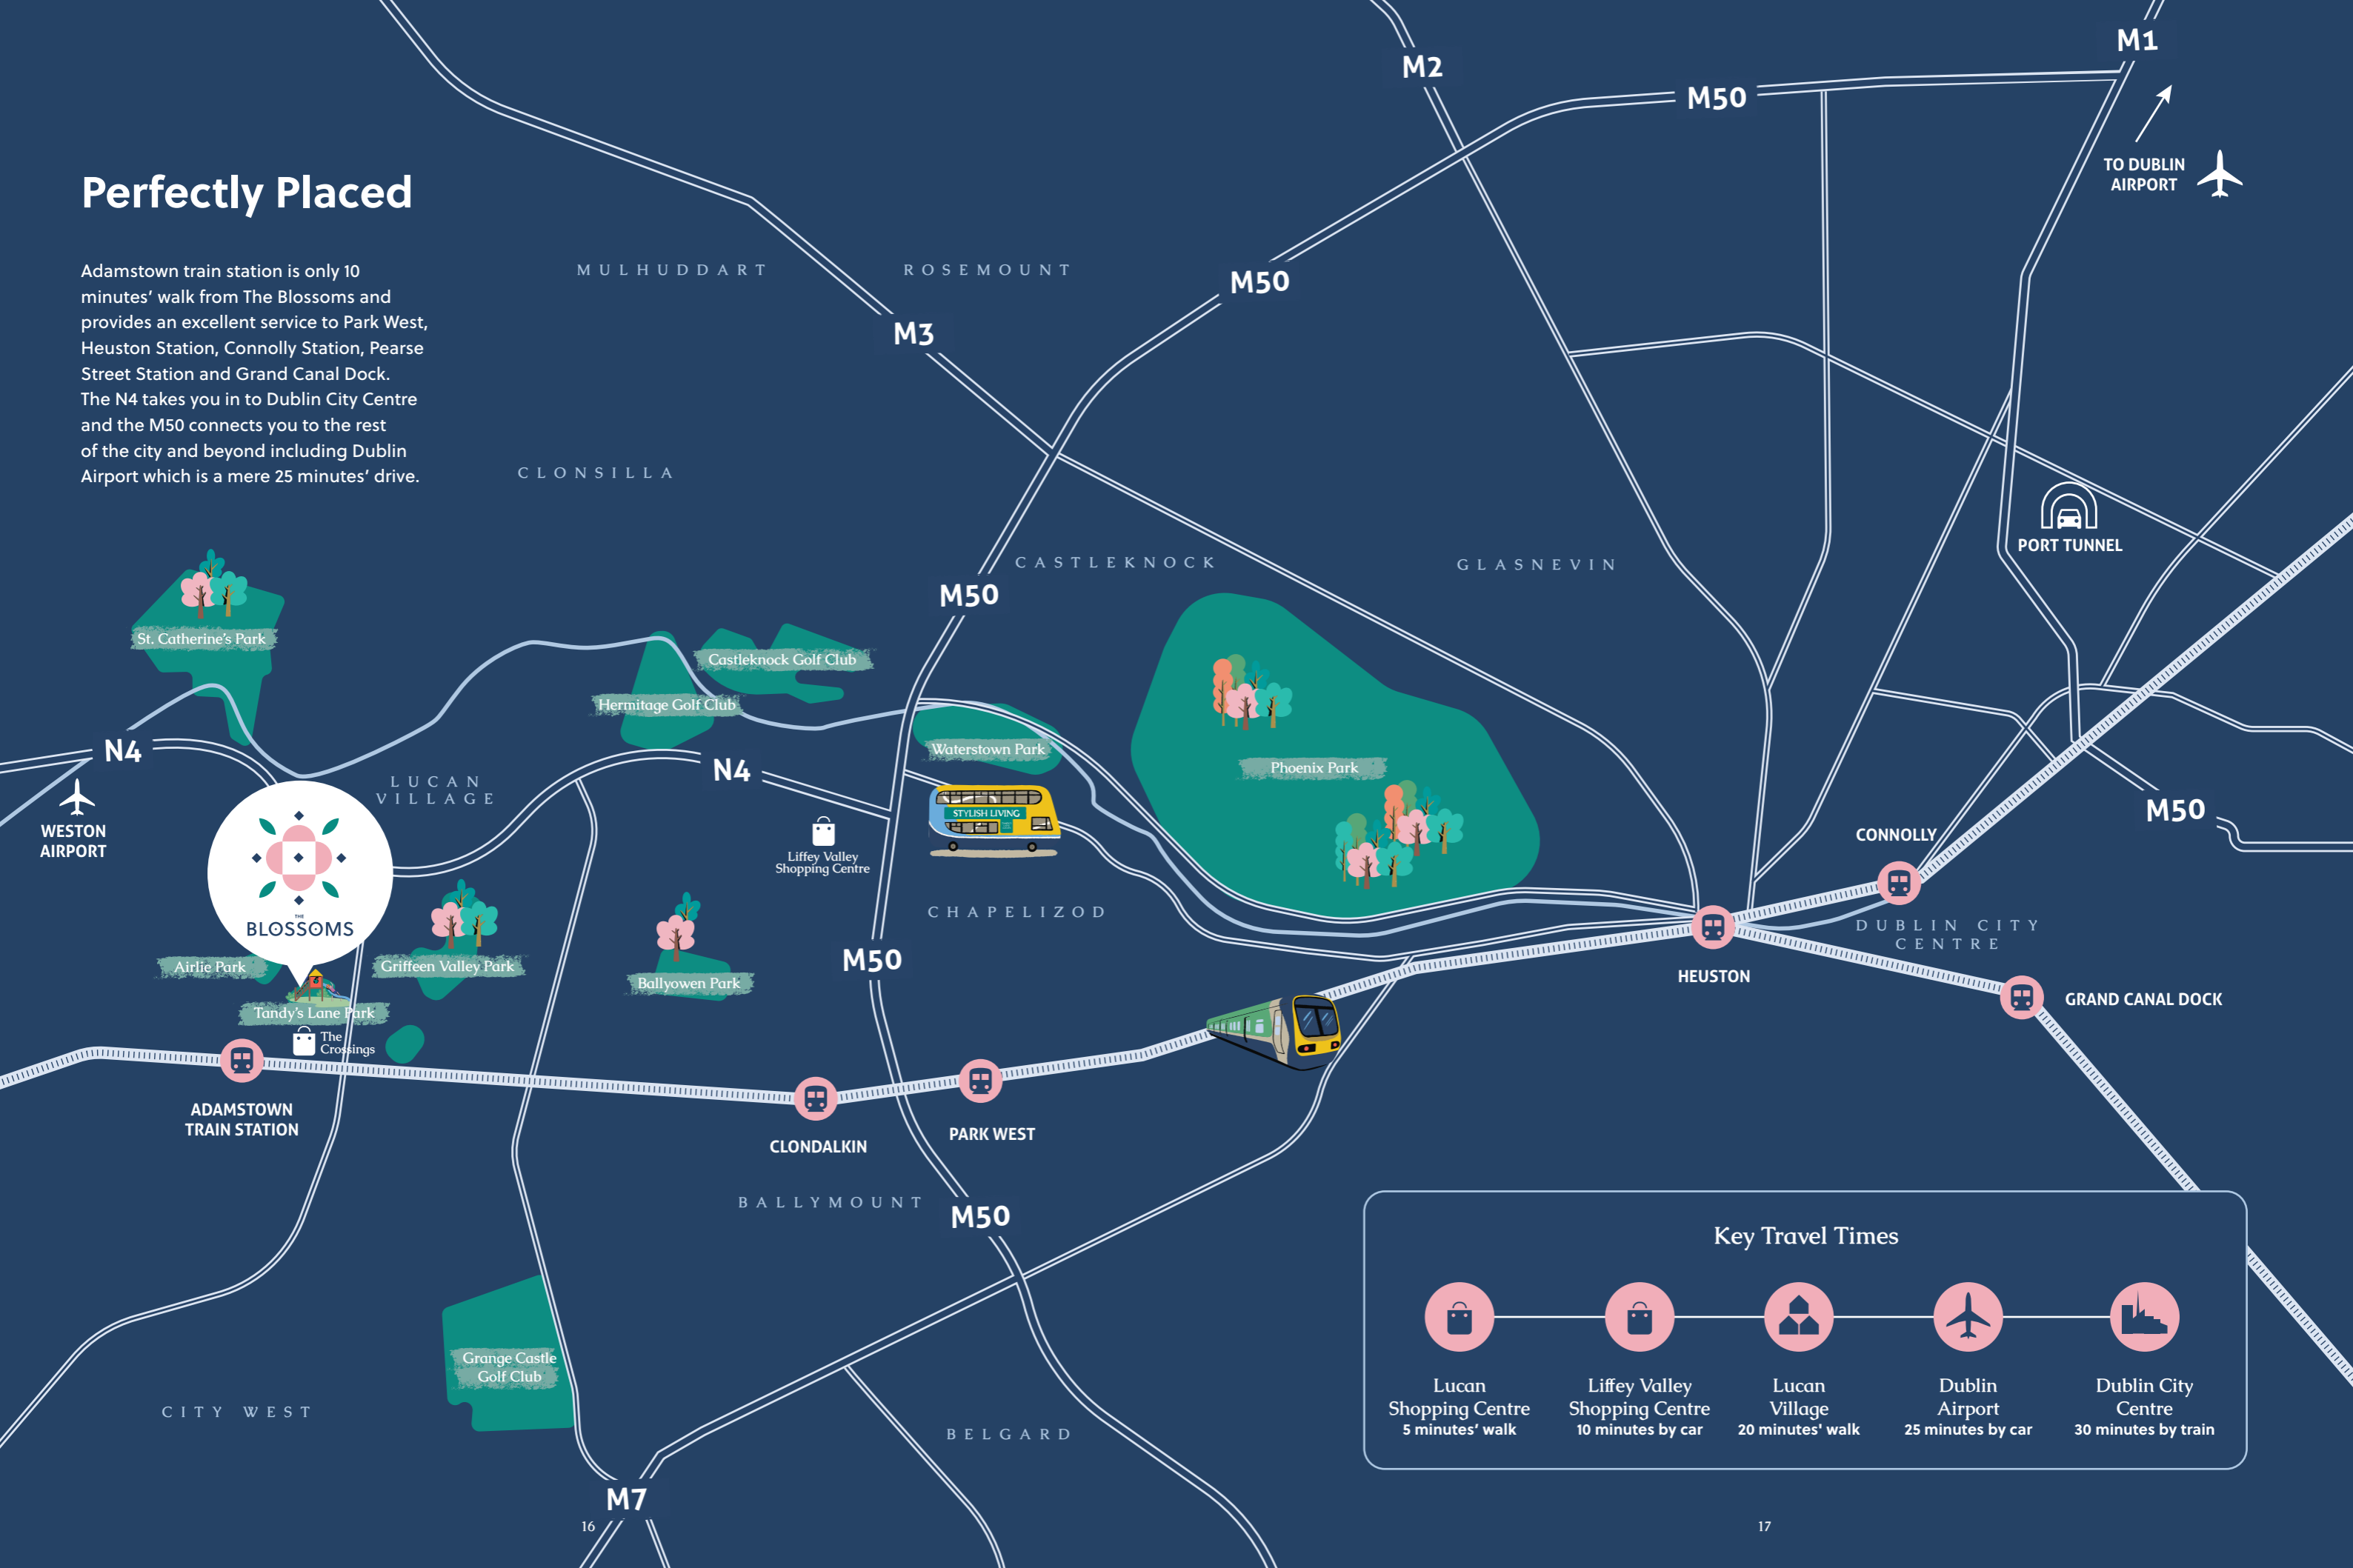 Perfectly Placed
Adamstown train station is only 10
minutes’ walk from The Blossoms and
provides an excellent service to Park West,
Heuston Station, Connolly Station, Pearse
Street Station and Grand Canal Dock.
The N4 takes you in to Dublin City Centre
and the M50 connects you to the rest
of the city and beyond including Dublin
Airport which is a mere 25 minutes’ drive.
M1
M2
M50
TO DUBLIN
AIRPORT
MULHUDDART
ROSEMOUNT
M50
M3
CLONSILLA
PORT TUNNEL
CASTLEKNOCK
GLASNEVIN
M50
St. Catherine’s Park
Castleknock Golf Club
Hermitage Golf Club
N4
Waterstown Park
Phoenix Park
N4
LUCAN
VILLAGE
WESTON
AIRPORT
STYLISH LIVING
M50
CONNOLLY
Liffey Valley
Shopping Centre
THE
BLOSSOMS
CHAPELIZOD
DUBLIN CITY
CENTRE
M50
Airlie Park
Griffeen Valley Park
Ballyowen Park
HEUSTON
GRAND CANAL DOCK
Tandy’s Lane Park
The
Crossings
ADAMSTOWN
TRAIN STATION
CLONDALKIN
PARK WEST
BALLYMOUNT
M50
Grange Castle
Golf Club
CITY WEST
BELGARD
M7
Key Travel Times
Lucan
Shopping Centre
5 minutes’ walk
Liffey Valley
Shopping Centre
10 minutes by car
Lucan
Village
20 minutes' walk
Dublin
Airport
25 minutes by car
Dublin City
Centre
30 minutes by train
16
17